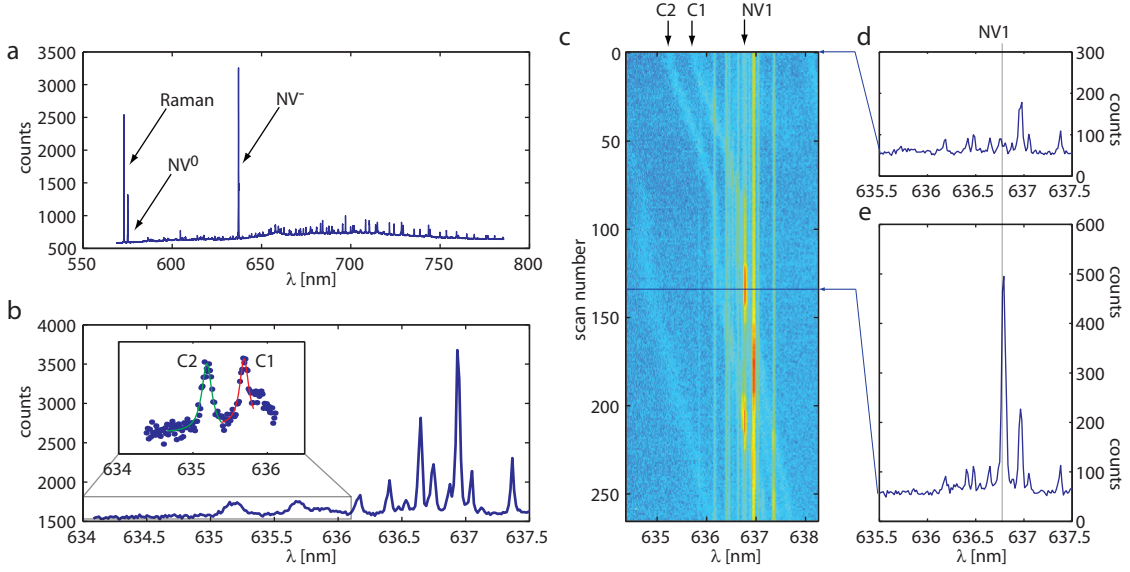 a
3500
3000
2500
2000
1500
1000
500
counts
Raman
NV⁰
NV⁻
550
600
650
700
750
800
λ [nm]
b
4000
3500
3000
2500
2000
1500
counts
C2
C1
634
635
636
634
634.5
635
635.5
636
636.5
637
637.5
λ [nm]
C2
C1
NV1
c
0
50
100
150
200
250
scan number
635
636
637
638
λ [nm]
d
NV1
300
200
100
0
counts
635.5
636
636.5
637
637.5
e
600
500
400
300
200
100
0
counts
635.5
636
636.5
637
637.5
λ [nm]